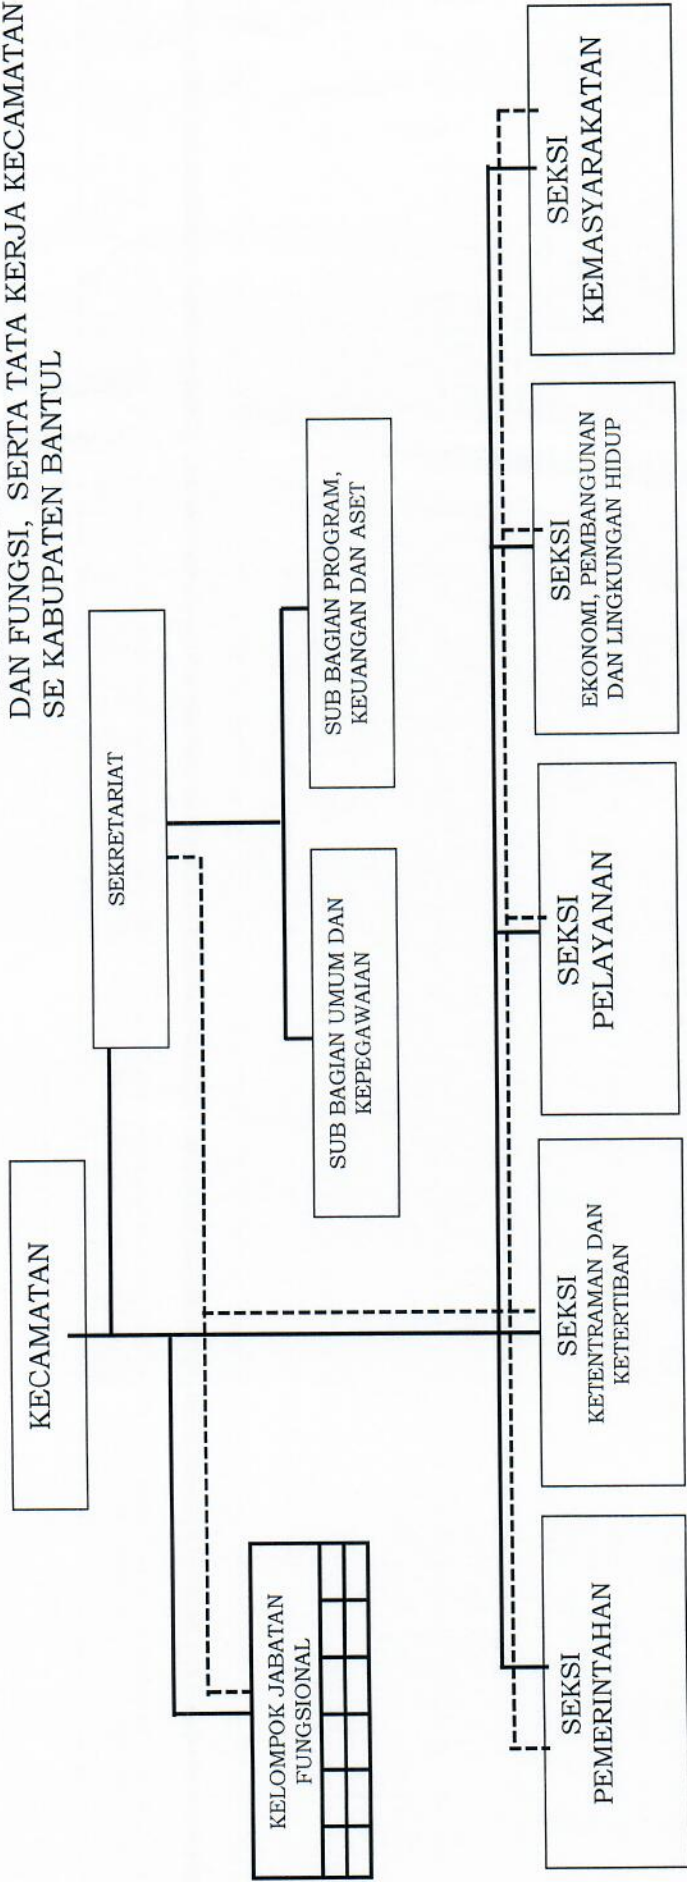 DAN FUNGSI, SERTA TATA KERJA KECAMATAN
SE KABUPATEN BANTUL
KECAMATAN
SEKRETARIAT
SUB BAGIAN UMUM DAN
KEPEGAWAIAN
SUB BAGIAN PROGRAM,
KEUANGAN DAN ASET
KELOMPOK JABATAN
FUNGSIONAL
SEKSI
PEMERINTAHAN
SEKSI
KETENTRAMAN DAN
KETERTIBAN
SEKSI
PELAYANAN
SEKSI
EKONOMI, PEMBANGUNAN
DAN LINGKUNGAN HIDUP
SEKSI
KEMASYARAKATAN